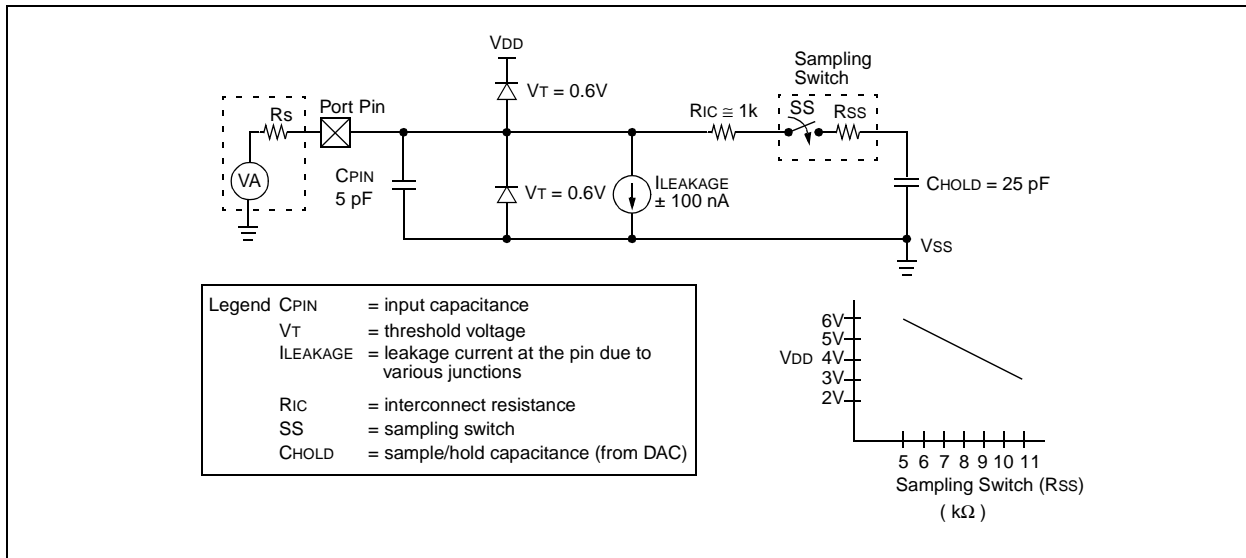 VDD
Sampling
Switch
VT = 0.6V
Rs
Port Pin
RIC ≅ 1k
SS
RSS
VA
CPIN
5 pF
VT = 0.6V
ILEAKAGE
± 100 nA
CHOLD = 25 pF
VSS
Legend CPIN = input capacitance
VT = threshold voltage
ILEAKAGE = leakage current at the pin due to
various junctions
RIC = interconnect resistance
SS = sampling switch
CHOLD = sample/hold capacitance (from DAC)
6V
5V
VDD 4V
3V
2V
5 6 7 8 9 10 11
Sampling Switch (RSS)
( kΩ )